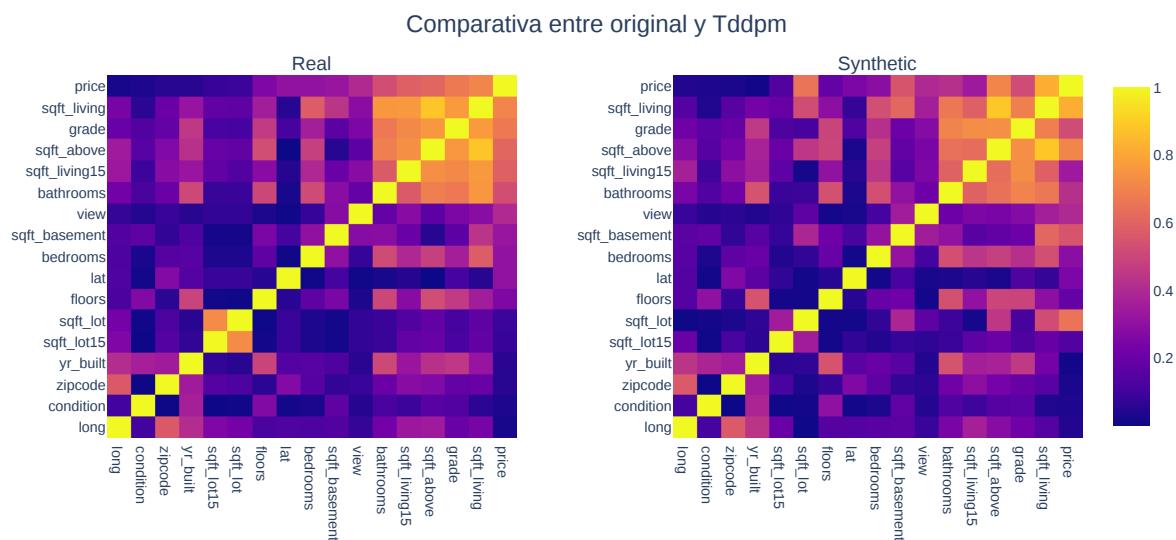 Comparativa entre original y Tddpm
Real
Synthetic
price
sqft_living
grade
sqft_above
sqft_living15
bathrooms
view
sqft_basement
bedrooms
lat
floors
sqft_lot
sqft_lot15
yr_built
zipcode
condition
long
long
condition
zipcode
yr_built
sqft_lot15
sqft_lot
floors
lat
bedrooms
sqft_basement
view
bathrooms
sqft_living15
sqft_above
grade
sqft_living
price
price
sqft_living
grade
sqft_above
sqft_living15
bathrooms
view
sqft_basement
bedrooms
lat
floors
sqft_lot
sqft_lot15
yr_built
zipcode
condition
long
long
condition
zipcode
yr_built
sqft_lot15
sqft_lot
floors
lat
bedrooms
sqft_basement
view
bathrooms
sqft_living15
sqft_above
grade
sqft_living
price
1
0.8
0.6
0.4
0.2